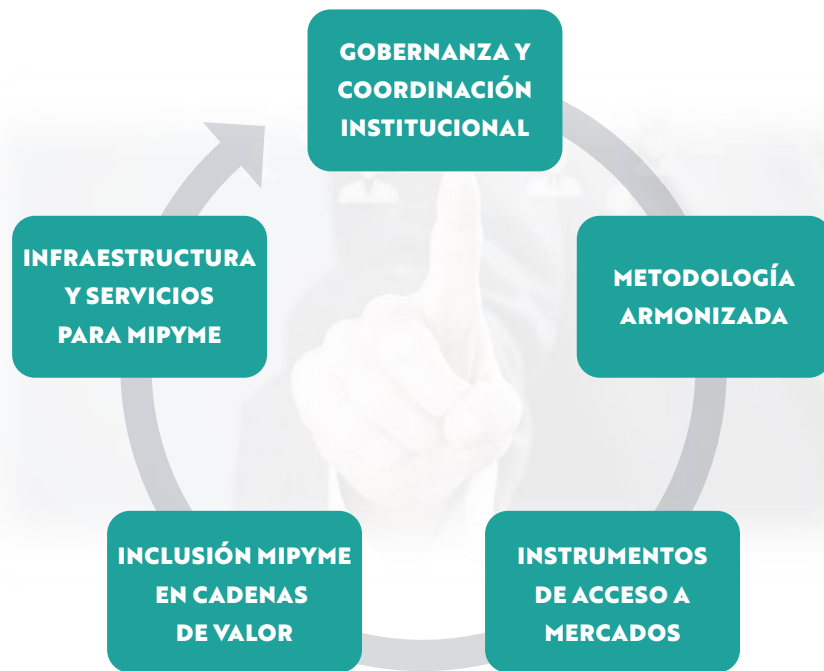 GOBERNANZA Y
COORDINACIÓN
INSTITUCIONAL
METODOLOGÍA
ARMONIZADA
INSTRUMENTOS
DE ACCESO A
MERCADOS
INCLUSIÓN MIPYME
EN CADENAS
DE VALOR
INFRAESTRUCTURA
Y SERVICIOS
PARA MIPYME